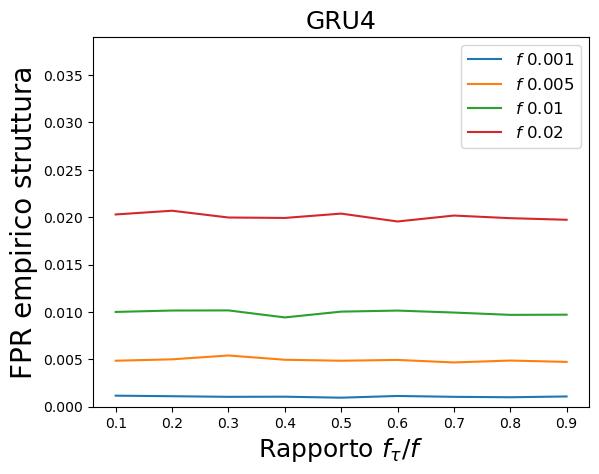 GRU4
FPR empirico struttura
0.035
0.030
0.025
0.020
0.015
0.010
0.005
0.000
f 0.001
f 0.005
f 0.01
f 0.02
0.1 0.2 0.3 0.4 0.5 0.6 0.7 0.8 0.9
Rapporto fτ/f